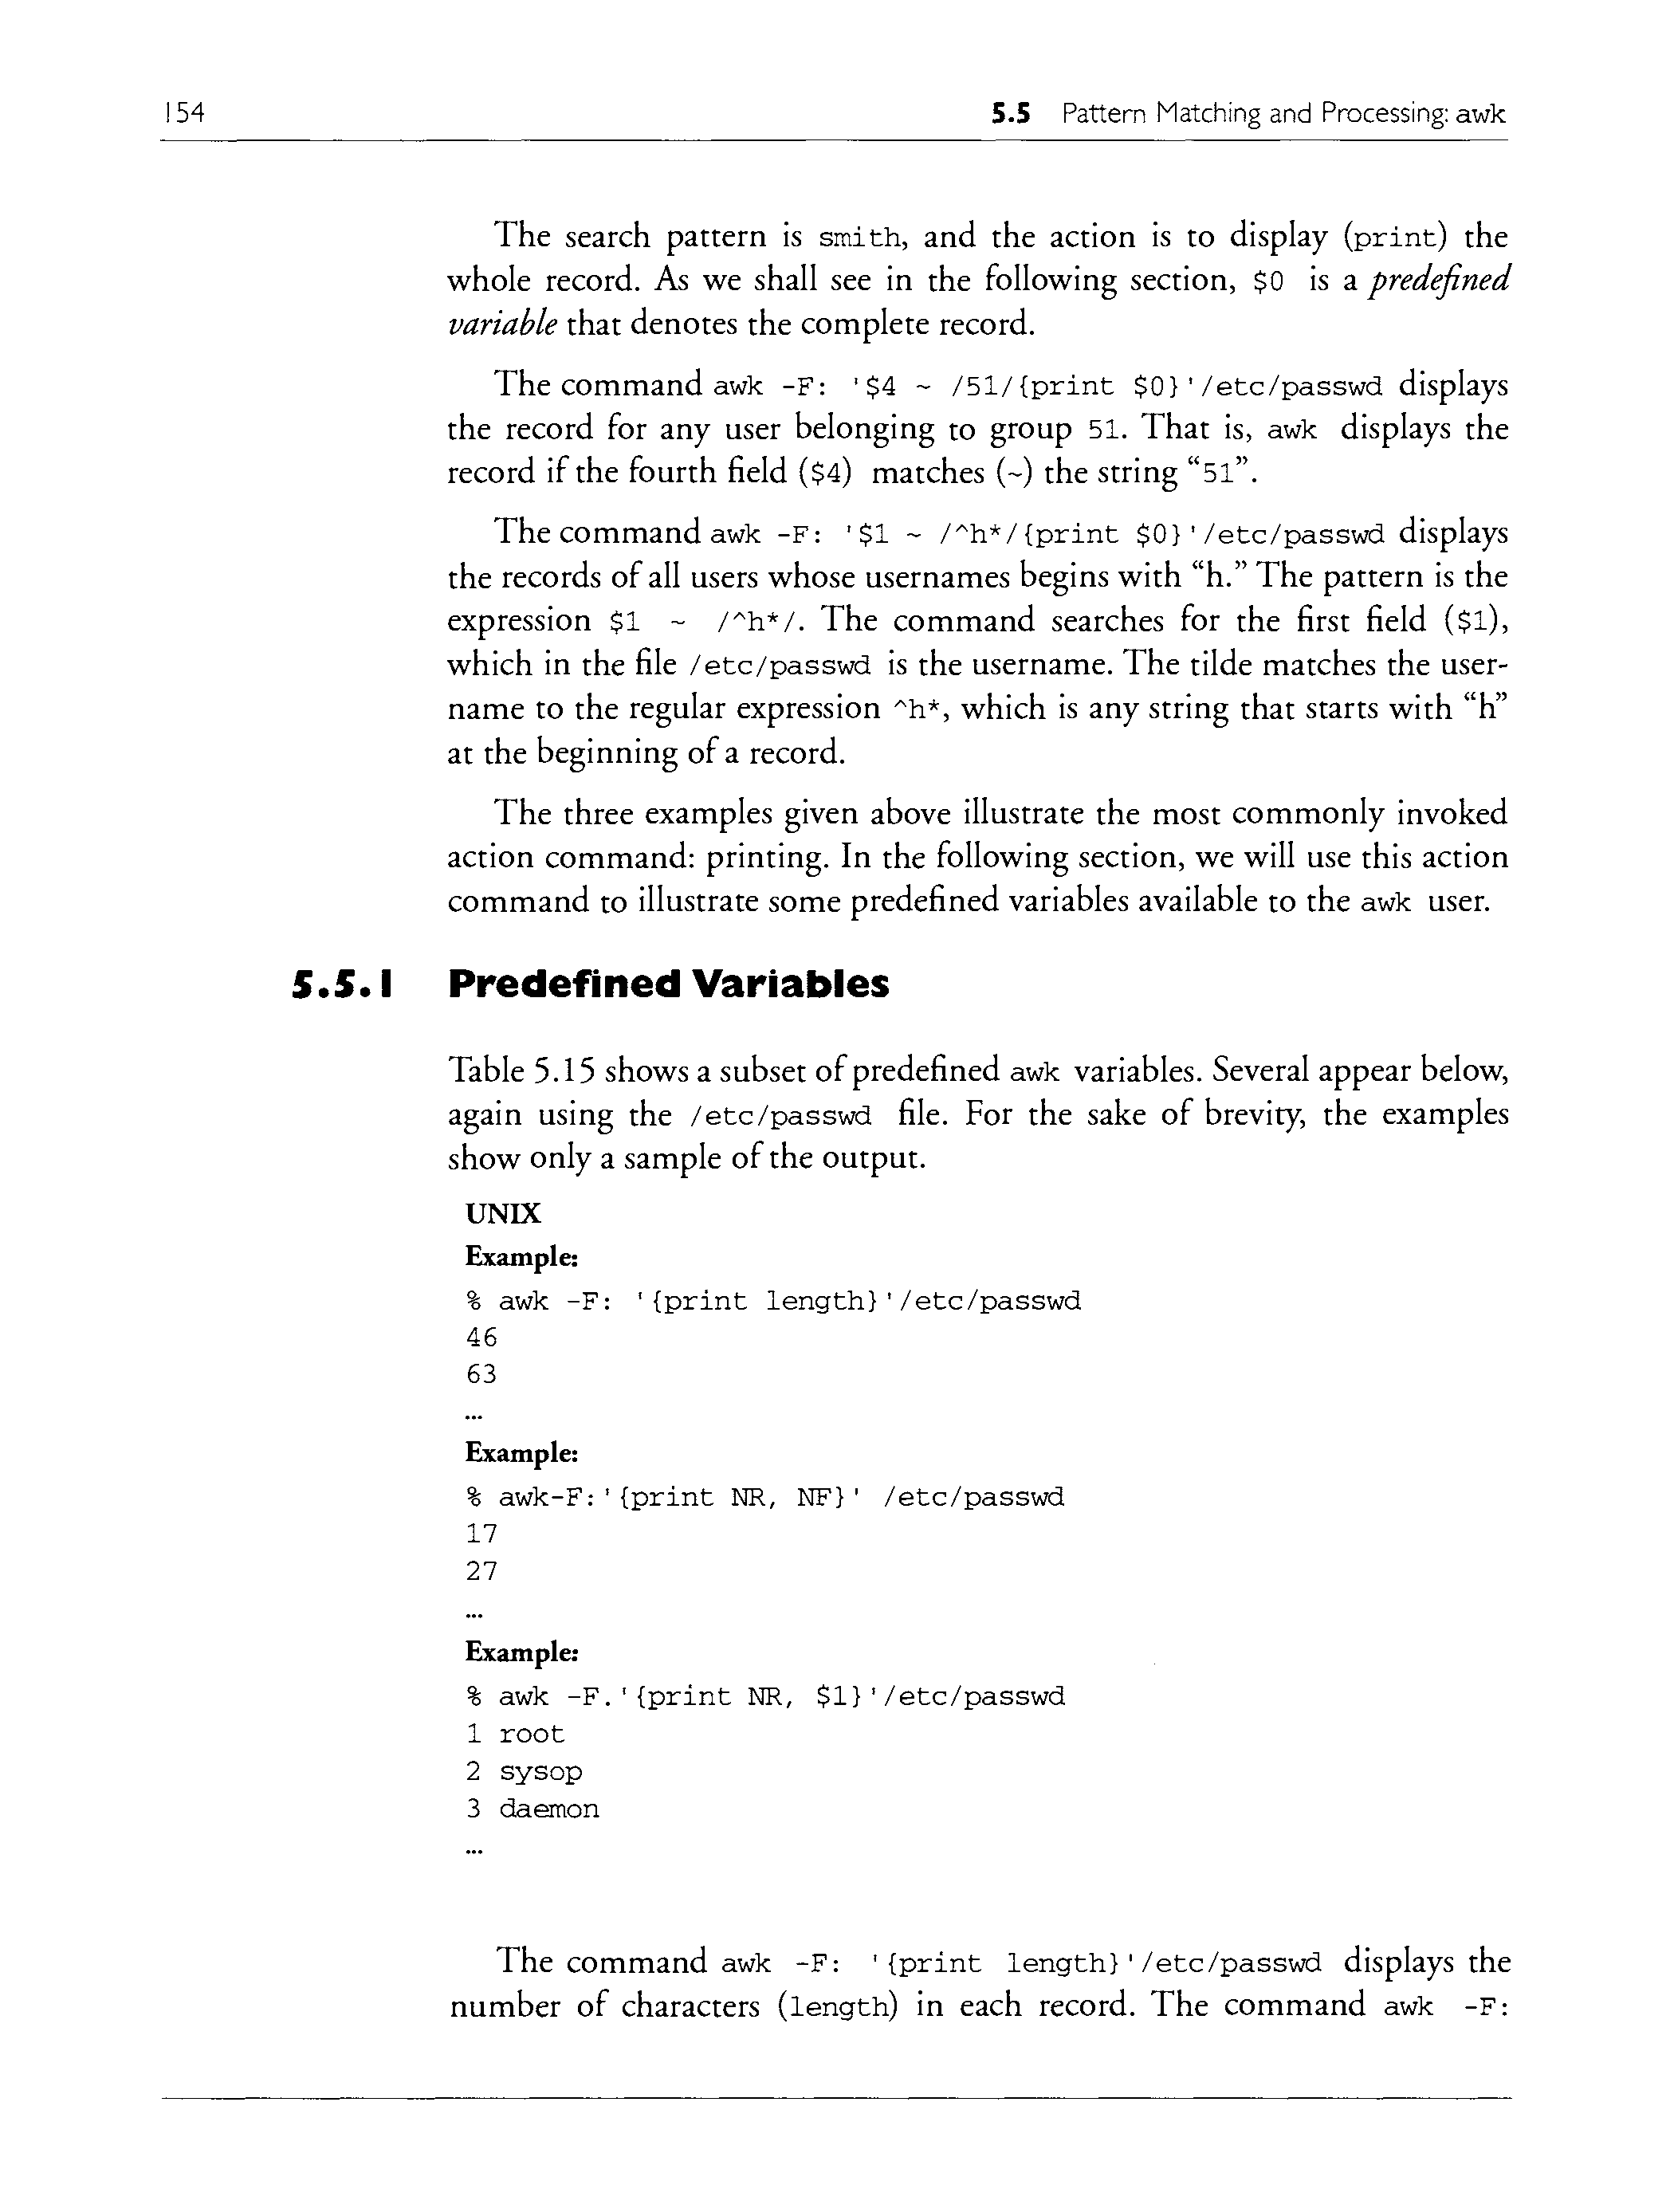 154
5.5 Pattern Matching and Processing: awk
The search pattern is smith, and the action is to display (print) the
whole record. As we shall see in the following section, $0 is a predefined
variable that denotes the complete record.
The command awk -F: '$4 ~ /51/{print $0}'/etc/passwd displays
the record for any user belonging to group 51. That is, awk displays the
record if the fourth field ($4) matches (~) the string “51”.
The command awk -F: '$1 ~ /^h*/{print $0}'/etc/passwd displays
the records of all users whose usernames begins with “h.” The pattern is the
expression $1 ~ /^h*/. The command searches for the first field ($1),
which in the file /etc/passwd is the username. The tilde matches the user-
name to the regular expression ^h*, which is any string that starts with “h”
at the beginning of a record.
The three examples given above illustrate the most commonly invoked
action command: printing. In the following section, we will use this action
command to illustrate some predefined variables available to the awk user.
5.5.1 Predefined Variables
Table 5.15 shows a subset of predefined awk variables. Several appear below,
again using the /etc/passwd file. For the sake of brevity, the examples
show only a sample of the output.
UNIX
Example:
% awk -F: '{print length}'/etc/passwd
46
63
...
Example:
% awk-F:'{print NR, NF}' /etc/passwd
17
27
...
Example:
% awk -F.'{print NR, $1}'/etc/passwd
1 root
2 sysop
3 daemon
...
The command awk -F: '{print length}'/etc/passwd displays the
number of characters (length) in each record. The command awk -F: